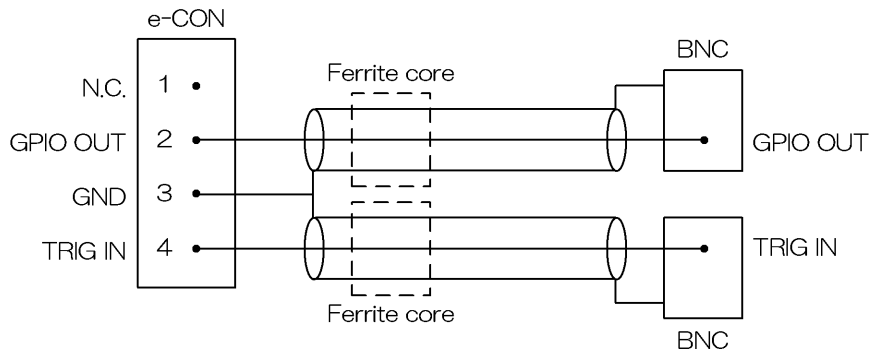 e-CON
BNC
Ferrite core
N.C. 1
GPIO OUT 2
GPIO OUT
GND 3
TRIG IN 4
TRIG IN
Ferrite core
BNC